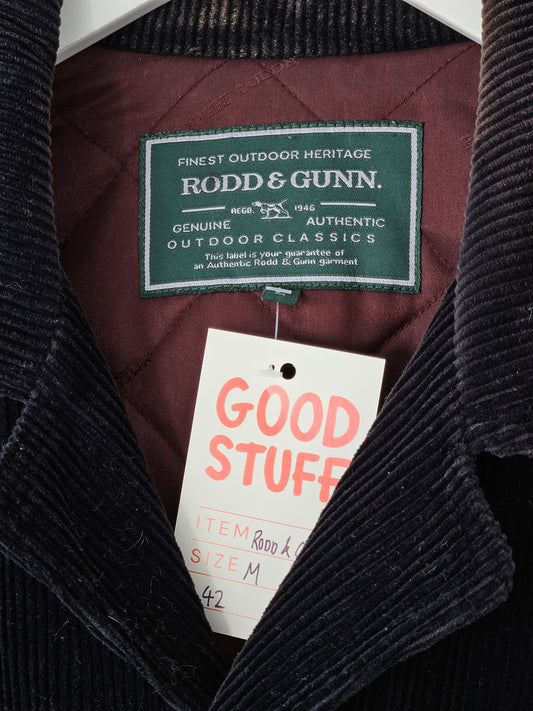 FINEST OUTDOOR HERITAGE
RODD & GUNN.
REGD. 1946
GENUINE AUTHENTIC
OUTDOOR CLASSICS
This label is your guarantee of
an Authentic Rodd & Gunn garment
GOOD
STUFF
ITEM Rodd &
SIZE M
42